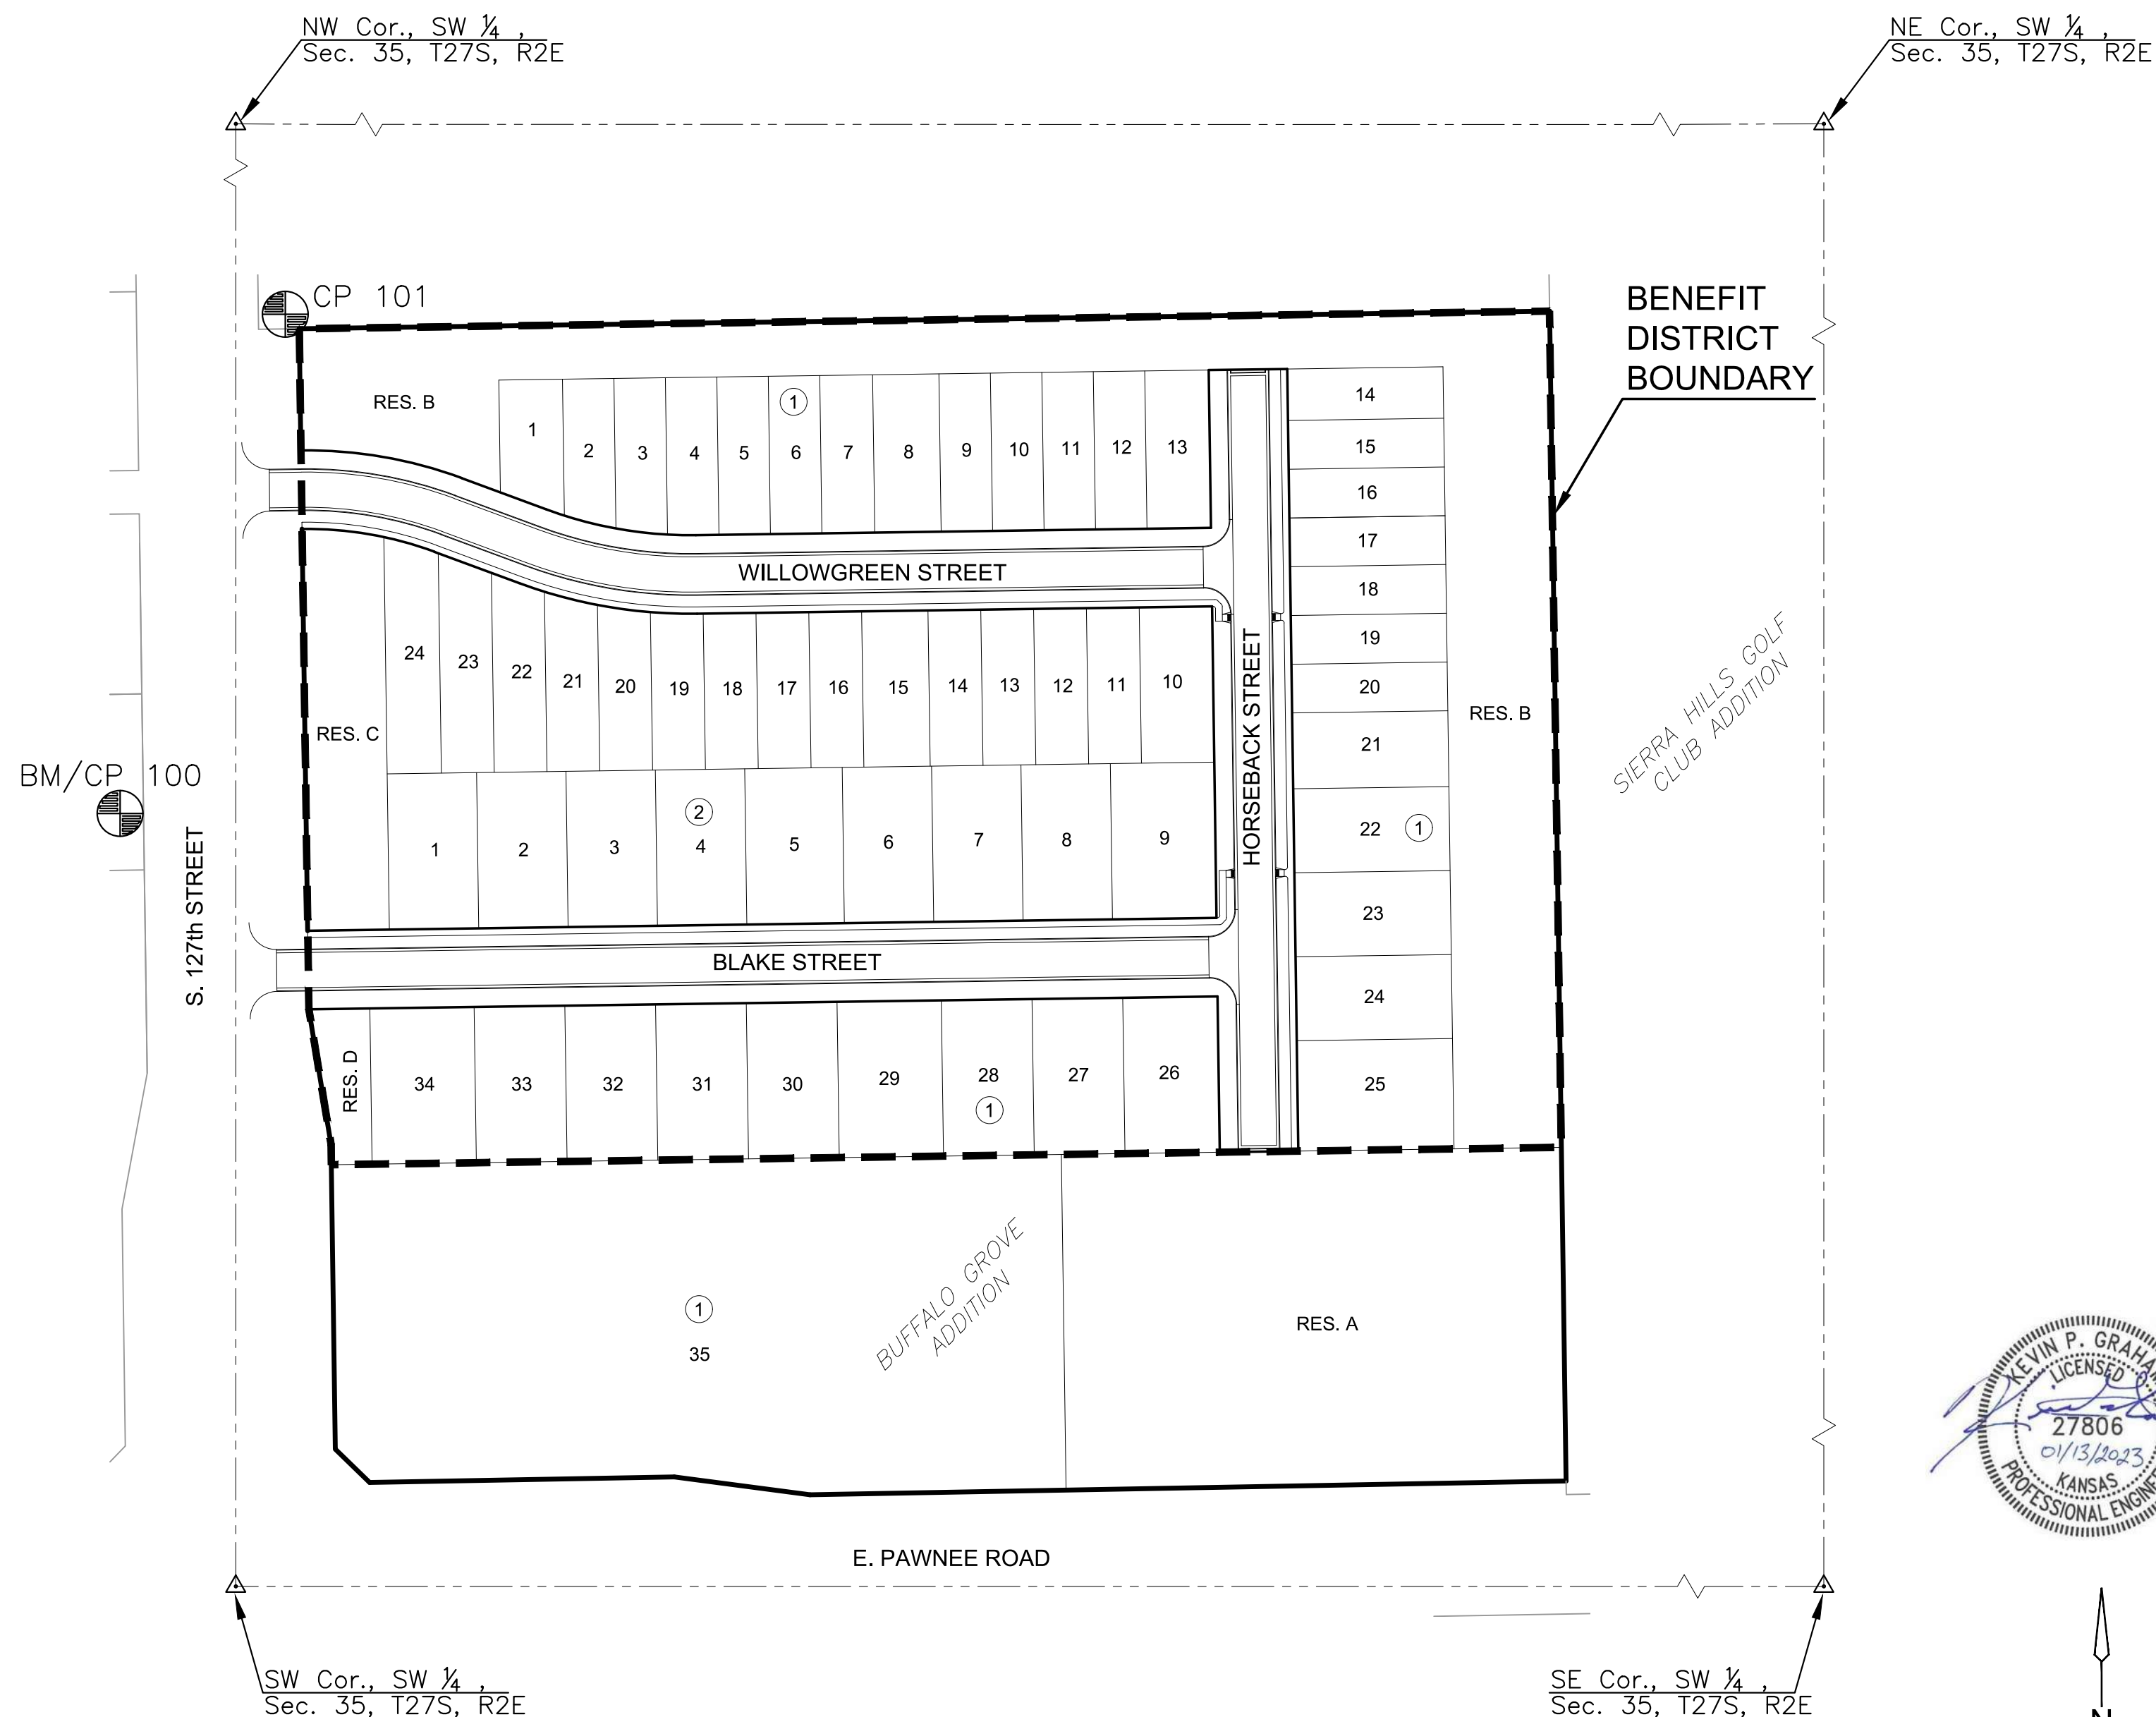 NW Cor., SW ¼ ,
Sec. 35, T27S, R2E
NE Cor., SW ¼ ,
Sec. 35, T27S, R2E
CP 101
BENEFIT
DISTRICT
BOUNDARY
RES. B
1
2
3
4
5
1
6
7
8
9
10
11
12
13
14
15
16
17
18
19
20
21
22
1
23
24
25
WILLOWGREEN STREET
HORSEBACK STREET
RES. B
SIERRA HILLS GOLF
CLUB ADDITION
24
23
22
21
20
19
18
17
16
15
14
13
12
11
10
RES. C
BM/CP 100
S. 127th STREET
1
2
3
2
4
5
6
7
8
9
BLAKE STREET
RES. D
34
33
32
31
30
29
28
1
27
26
1
35
BUFFALO GROVE
ADDITION
RES. A
KEVIN P.
LICENSED
27806
01/13/2023
KANSAS
PROFESSIONAL
E. PAWNEE ROAD
SW Cor., SW ¼ ,
Sec. 35, T27S, R2E
SE Cor., SW ¼ ,
Sec. 35, T27S, R2E
N